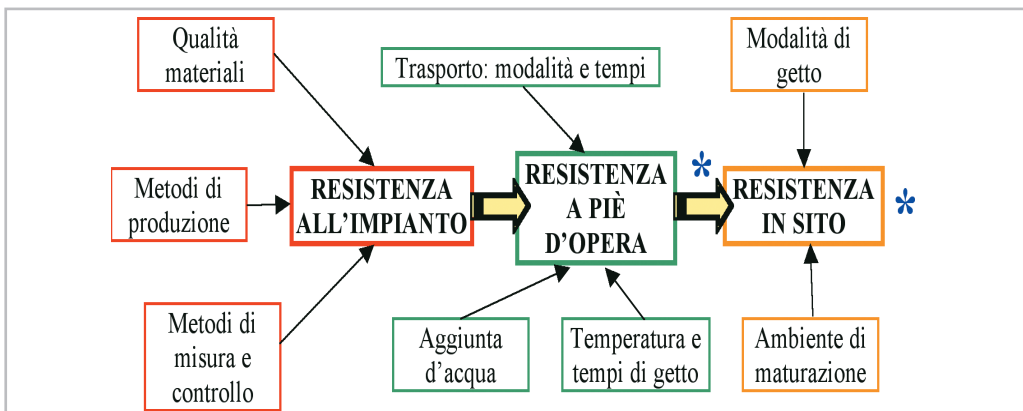 Qualità
materiali
Trasporto: modalità e tempi
Modalità di
getto
Metodi di
produzione
RESISTENZA
ALL’IMPIANTO
RESISTENZA
A PIÈ
D’OPERA
*
RESISTENZA
IN SITO
*
Metodi di
misura e
controllo
Aggiunta
d’acqua
Temperatura e
tempi di getto
Ambiente di
maturazione